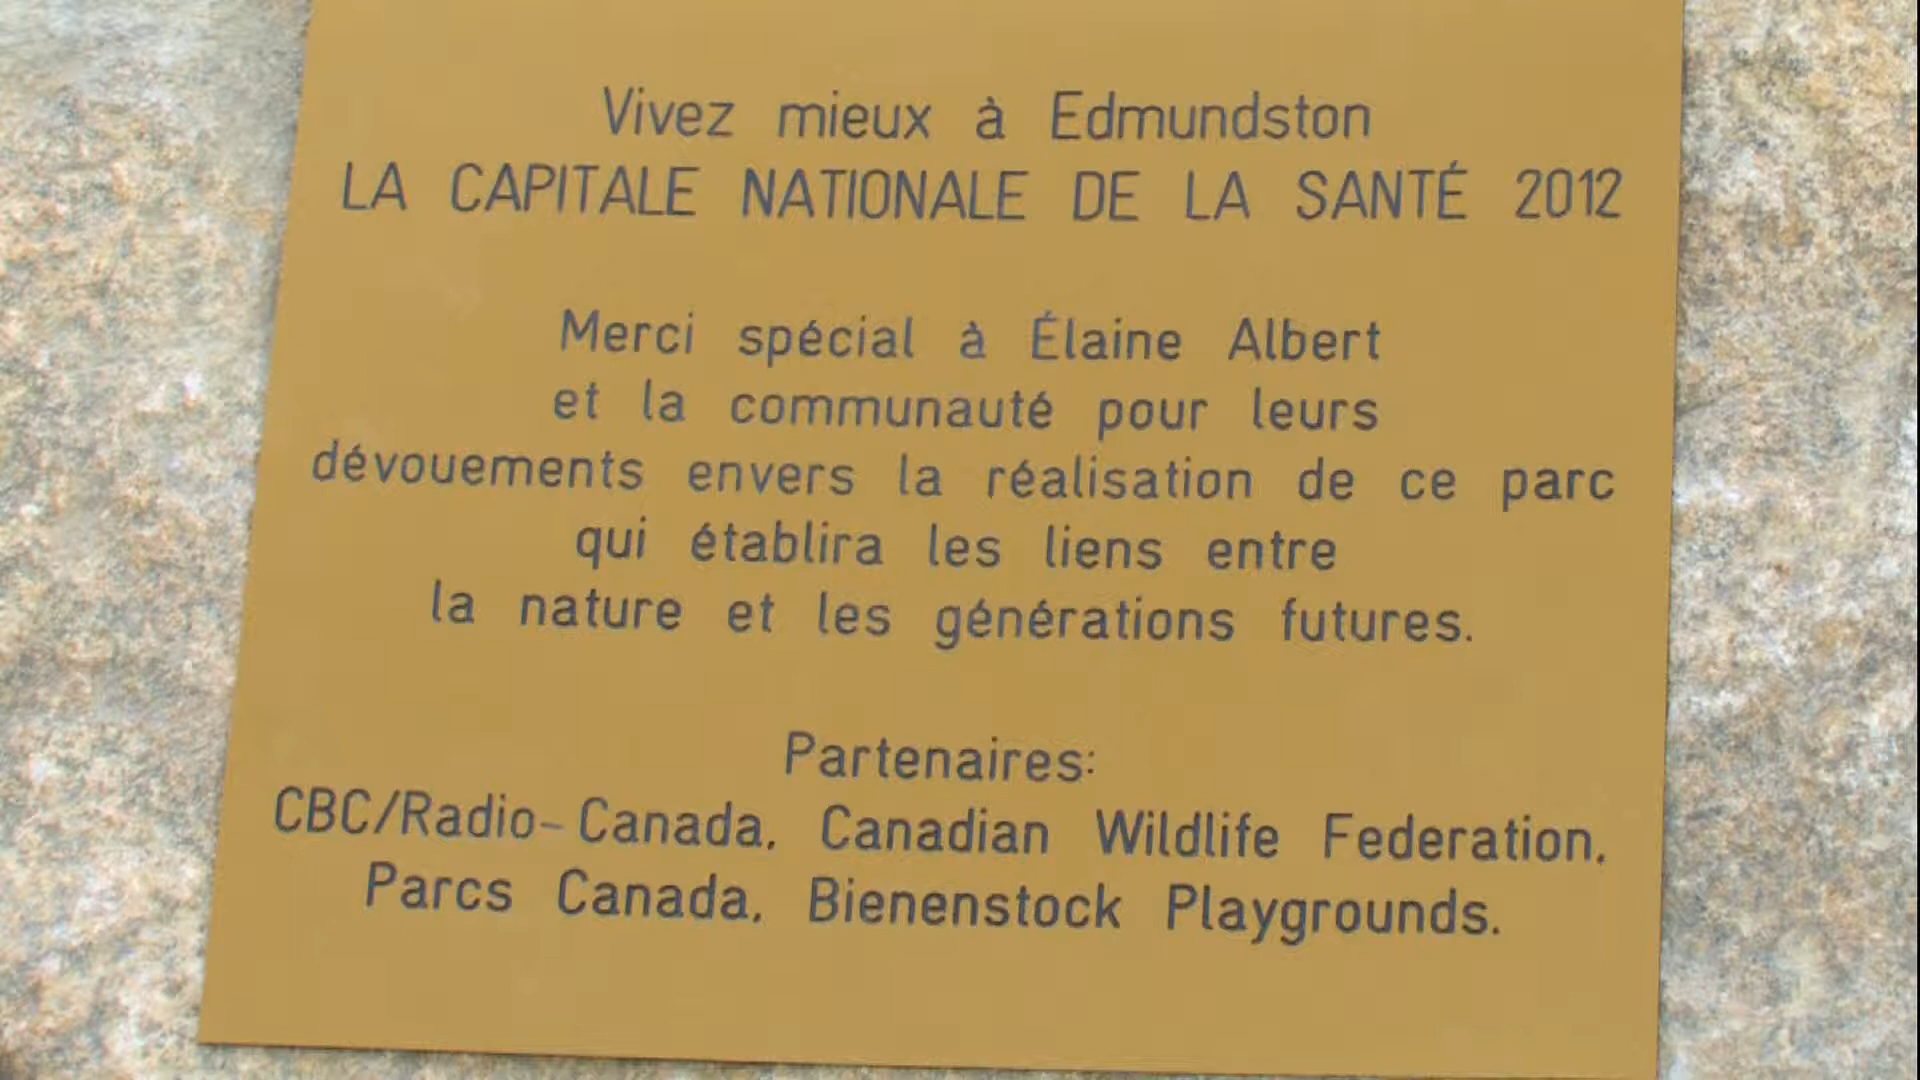 Vivez mieux à Edmundston
LA CAPITALE NATIONALE DE LA SANTÉ 2012
Merci spécial à Élaine Albert
et la communauté pour leurs
dévouements envers la réalisation de ce parc
qui établira les liens entre
la nature et les générations futures.
Partenaires:
CBC/Radio-Canada, Canadian Wildlife Federation,
Parcs Canada, Bienenstock Playgrounds.